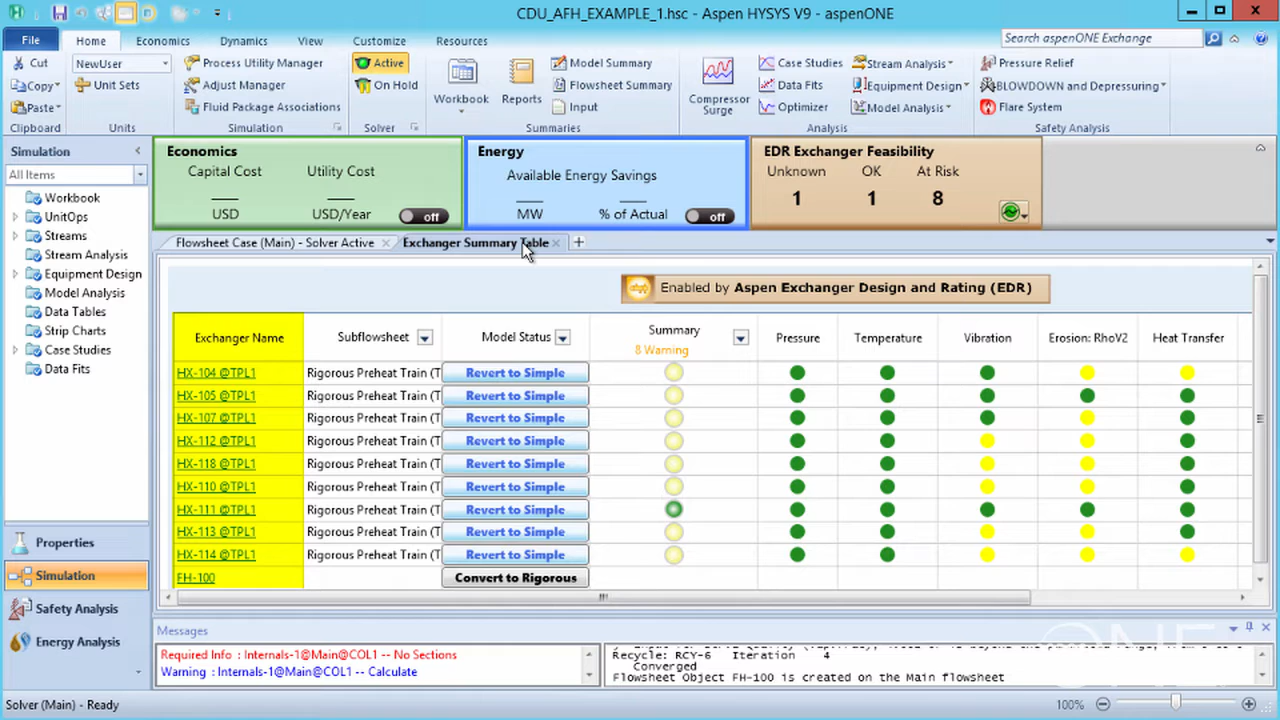 CDU_AFH_EXAMPLE_1.hsc - Aspen HYSYS V9 - aspenONE
File Home Economics Dynamics View Customize Resources Search aspenONE Exchange
Cut NewUser Process Utility Manager Active Model Summary Case Studies Stream Analysis Pressure Relief
Copy Unit Sets Adjust Manager On Hold Workbook Reports Flowsheet Summary Compressor Surge Data Fits Equipment Design BLOWDOWN and Depressuring
Paste Fluid Package Associations Input Optimizer Model Analysis Flare System
Clipboard Units Simulation Solver Summaries Analysis Safety Analysis
Simulation
All Items
Workbook
UnitOps
Streams
Stream Analysis
Equipment Design
Model Analysis
Data Tables
Strip Charts
Case Studies
Data Fits
Properties
Simulation
Safety Analysis
Energy Analysis
Economics
Capital Cost Utility Cost
USD USD/Year off
Energy
Available Energy Savings
MW % of Actual off
EDR Exchanger Feasibility
Unknown OK At Risk
1 1 8
Flowsheet Case (Main) - Solver Active Exchanger Summary Table
Enabled by Aspen Exchanger Design and Rating (EDR)
Exchanger Name Subflowsheet Model Status Summary Pressure Temperature Vibration Erosion: RhoV2 Heat Transfer
8 Warning
HX-104 @TPL1 Rigorous Preheat Train (T Revert to Simple
HX-105 @TPL1 Rigorous Preheat Train (T Revert to Simple
HX-107 @TPL1 Rigorous Preheat Train (T Revert to Simple
HX-112 @TPL1 Rigorous Preheat Train (T Revert to Simple
HX-118 @TPL1 Rigorous Preheat Train (T Revert to Simple
HX-110 @TPL1 Rigorous Preheat Train (T Revert to Simple
HX-111 @TPL1 Rigorous Preheat Train (T Revert to Simple
HX-113 @TPL1 Rigorous Preheat Train (T Revert to Simple
HX-114 @TPL1 Rigorous Preheat Train (T Revert to Simple
FH-100 Convert to Rigorous
Messages
Required Info : Internals-1@Main@COL1 -- No Sections
Warning : Internals-1@Main@COL1 -- Calculate
Recycle: RCY-6 Iteration 4
Converged
Flowsheet Object FH-100 is created on the Main flowsheet
ONE
Solver (Main) - Ready 100%